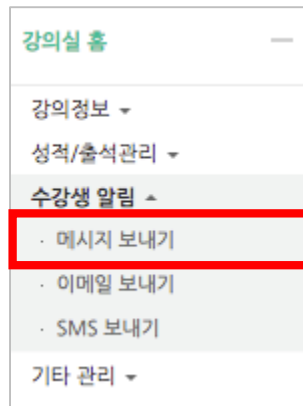 강의실 홈
강의정보
성적/출석관리
수강생 알림
· 메시지 보내기
· 이메일 보내기
· SMS 보내기
기타 관리